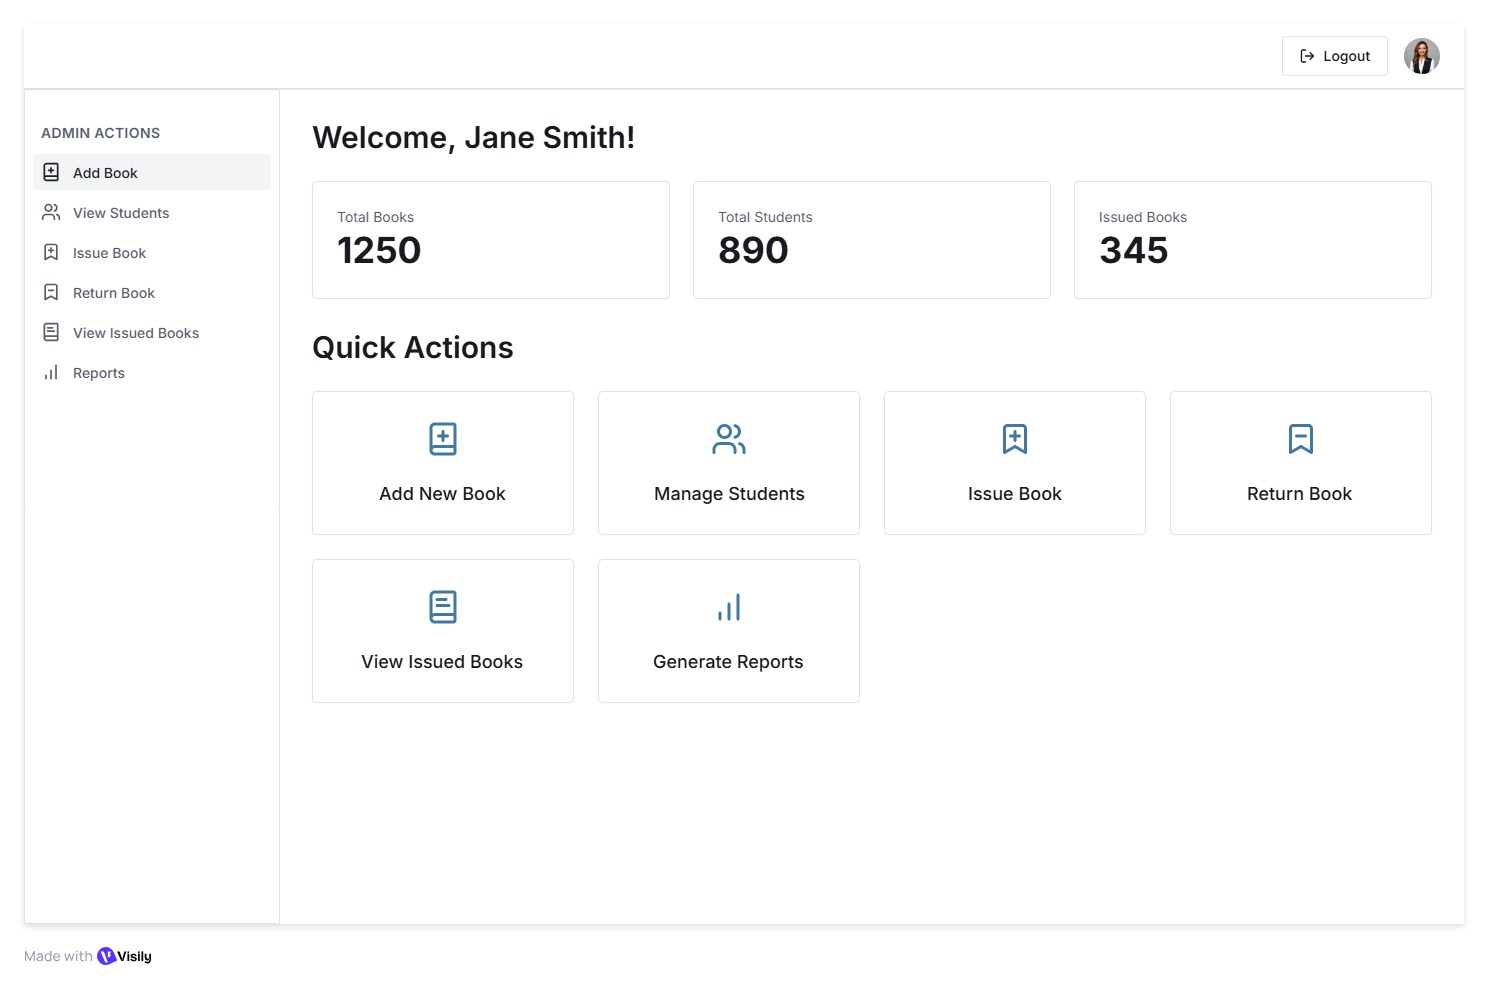 Logout
ADMIN ACTIONS
Add Book
View Students
Issue Book
Return Book
View Issued Books
Reports
Welcome, Jane Smith!
Total Books
1250
Total Students
890
Issued Books
345
Quick Actions
Add New Book
Manage Students
Issue Book
Return Book
View Issued Books
Generate Reports
Made with Visily